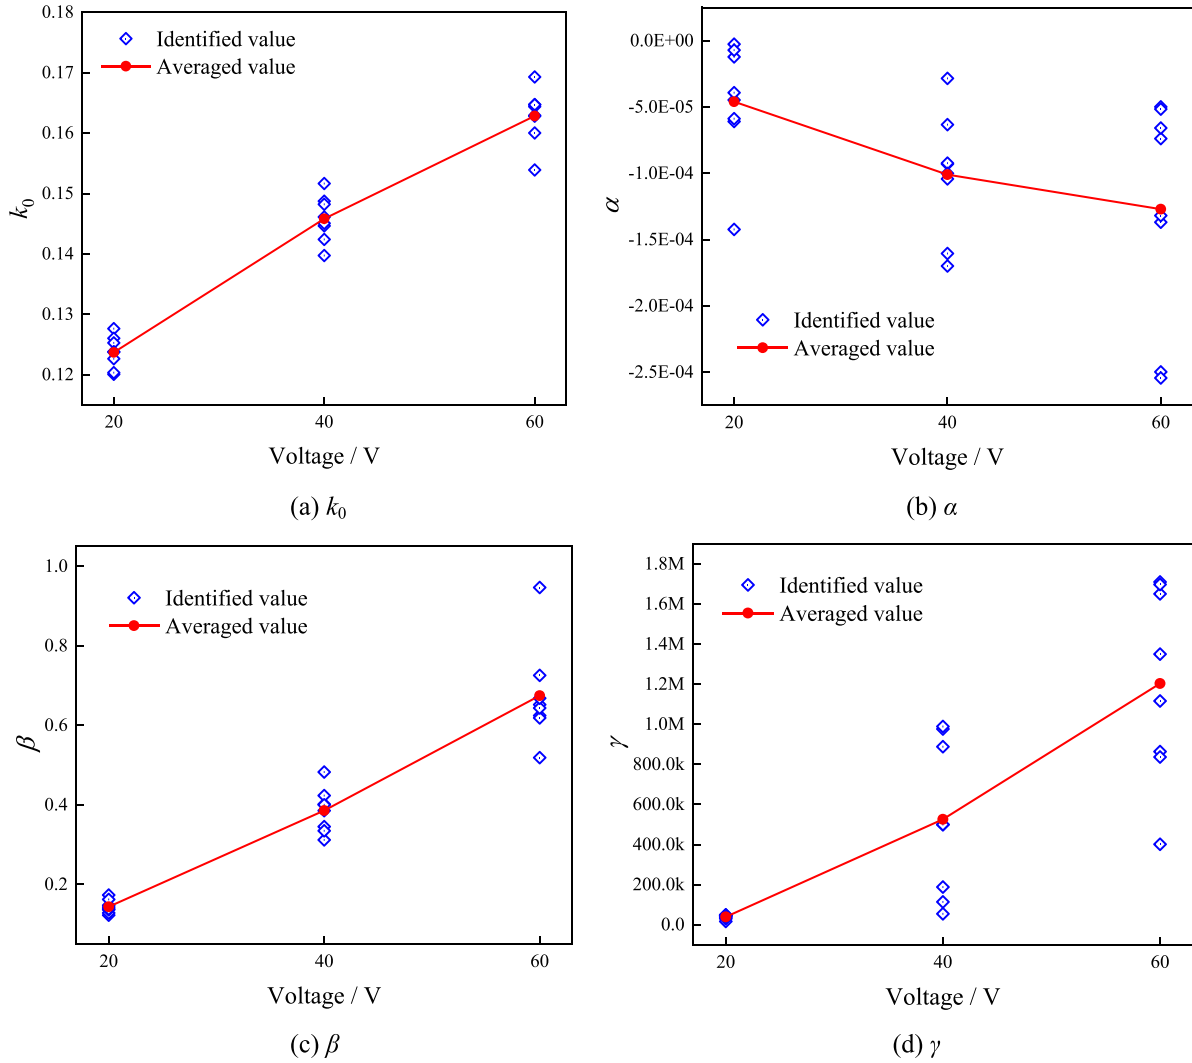 0.18
0.17
0.16
0.15
0.14
0.13
0.12
k0
Identified value
Averaged value
20
40
60
Voltage / V
(a) k0
0.0E+00
-5.0E-05
-1.0E-04
-1.5E-04
-2.0E-04
-2.5E-04
α
Identified value
Averaged value
20
40
60
Voltage / V
(b) α
1.0
0.8
0.6
0.4
0.2
β
Identified value
Averaged value
20
40
60
Voltage / V
(c) β
1.8M
1.6M
1.4M
1.2M
1.0M
800.0k
600.0k
400.0k
200.0k
0.0
γ
Identified value
Averaged value
20
40
60
Voltage / V
(d) γ